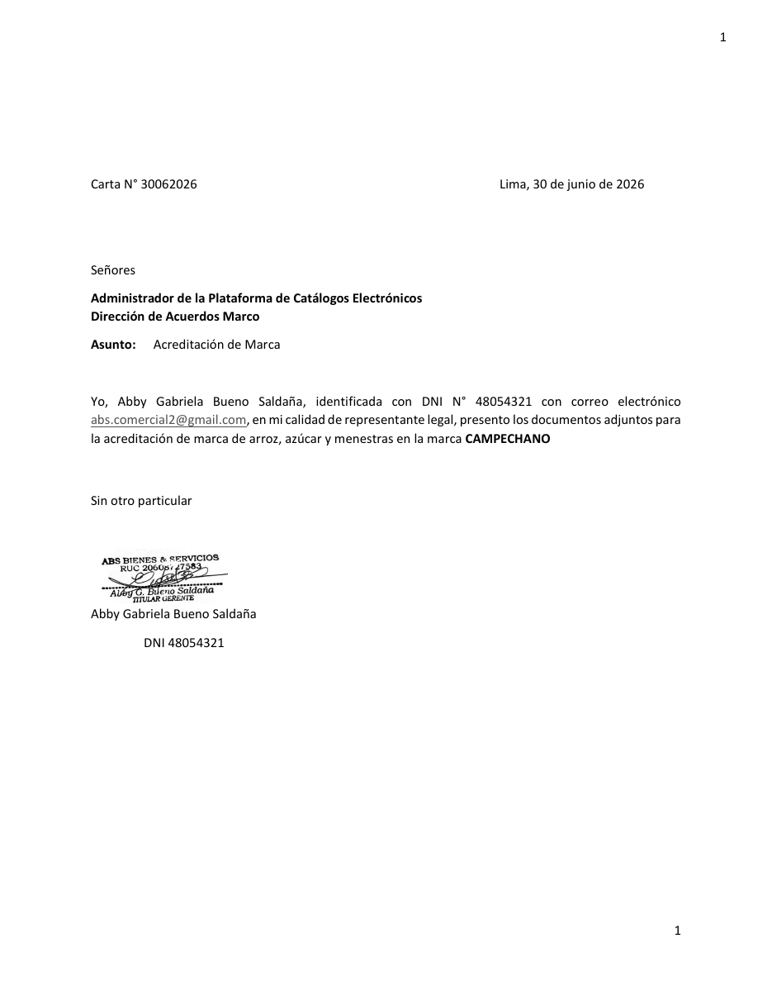 1
Carta N° 30062026 Lima, 30 de junio de 2026
Señores
Administrador de la Plataforma de Catálogos Electrónicos
Dirección de Acuerdos Marco
Asunto: Acreditación de Marca
Yo, Abby Gabriela Bueno Saldaña, identificada con DNI N° 48054321 con correo electrónico
abs.comercial2@gmail.com, en mi calidad de representante legal, presento los documentos adjuntos para
la acreditación de marca de arroz, azúcar y menestras en la marca CAMPECHANO
Sin otro particular
ABS BIENES & SERVICIOS
RUC
Abby G. Bueno Saldaña
TITULAR GERENTE
Abby Gabriela Bueno Saldaña
DNI 48054321
1